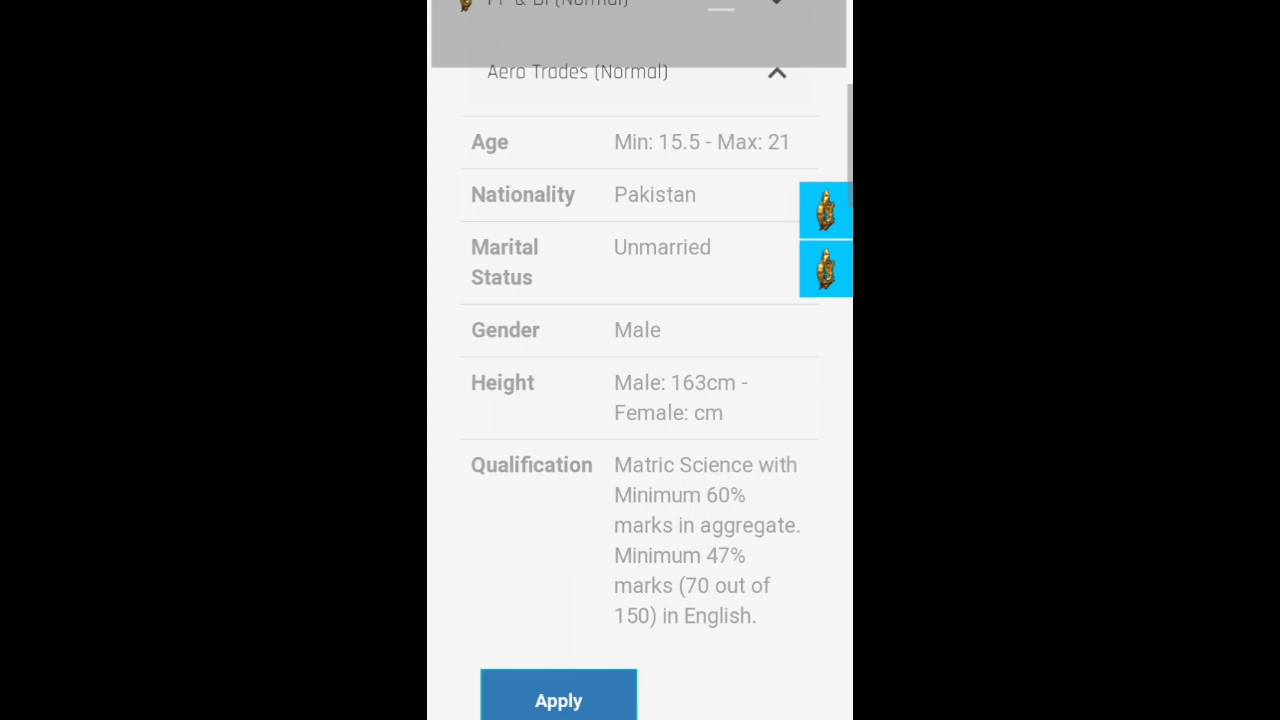 (Normal)
Aero Trades (Normal)
Age Min: 15.5 - Max: 21
Nationality Pakistan
Marital Status Unmarried
Gender Male
Height Male: 163cm -
Female: cm
Qualification Matric Science with
Minimum 60%
marks in aggregate.
Minimum 47%
marks (70 out of
150) in English.
Apply